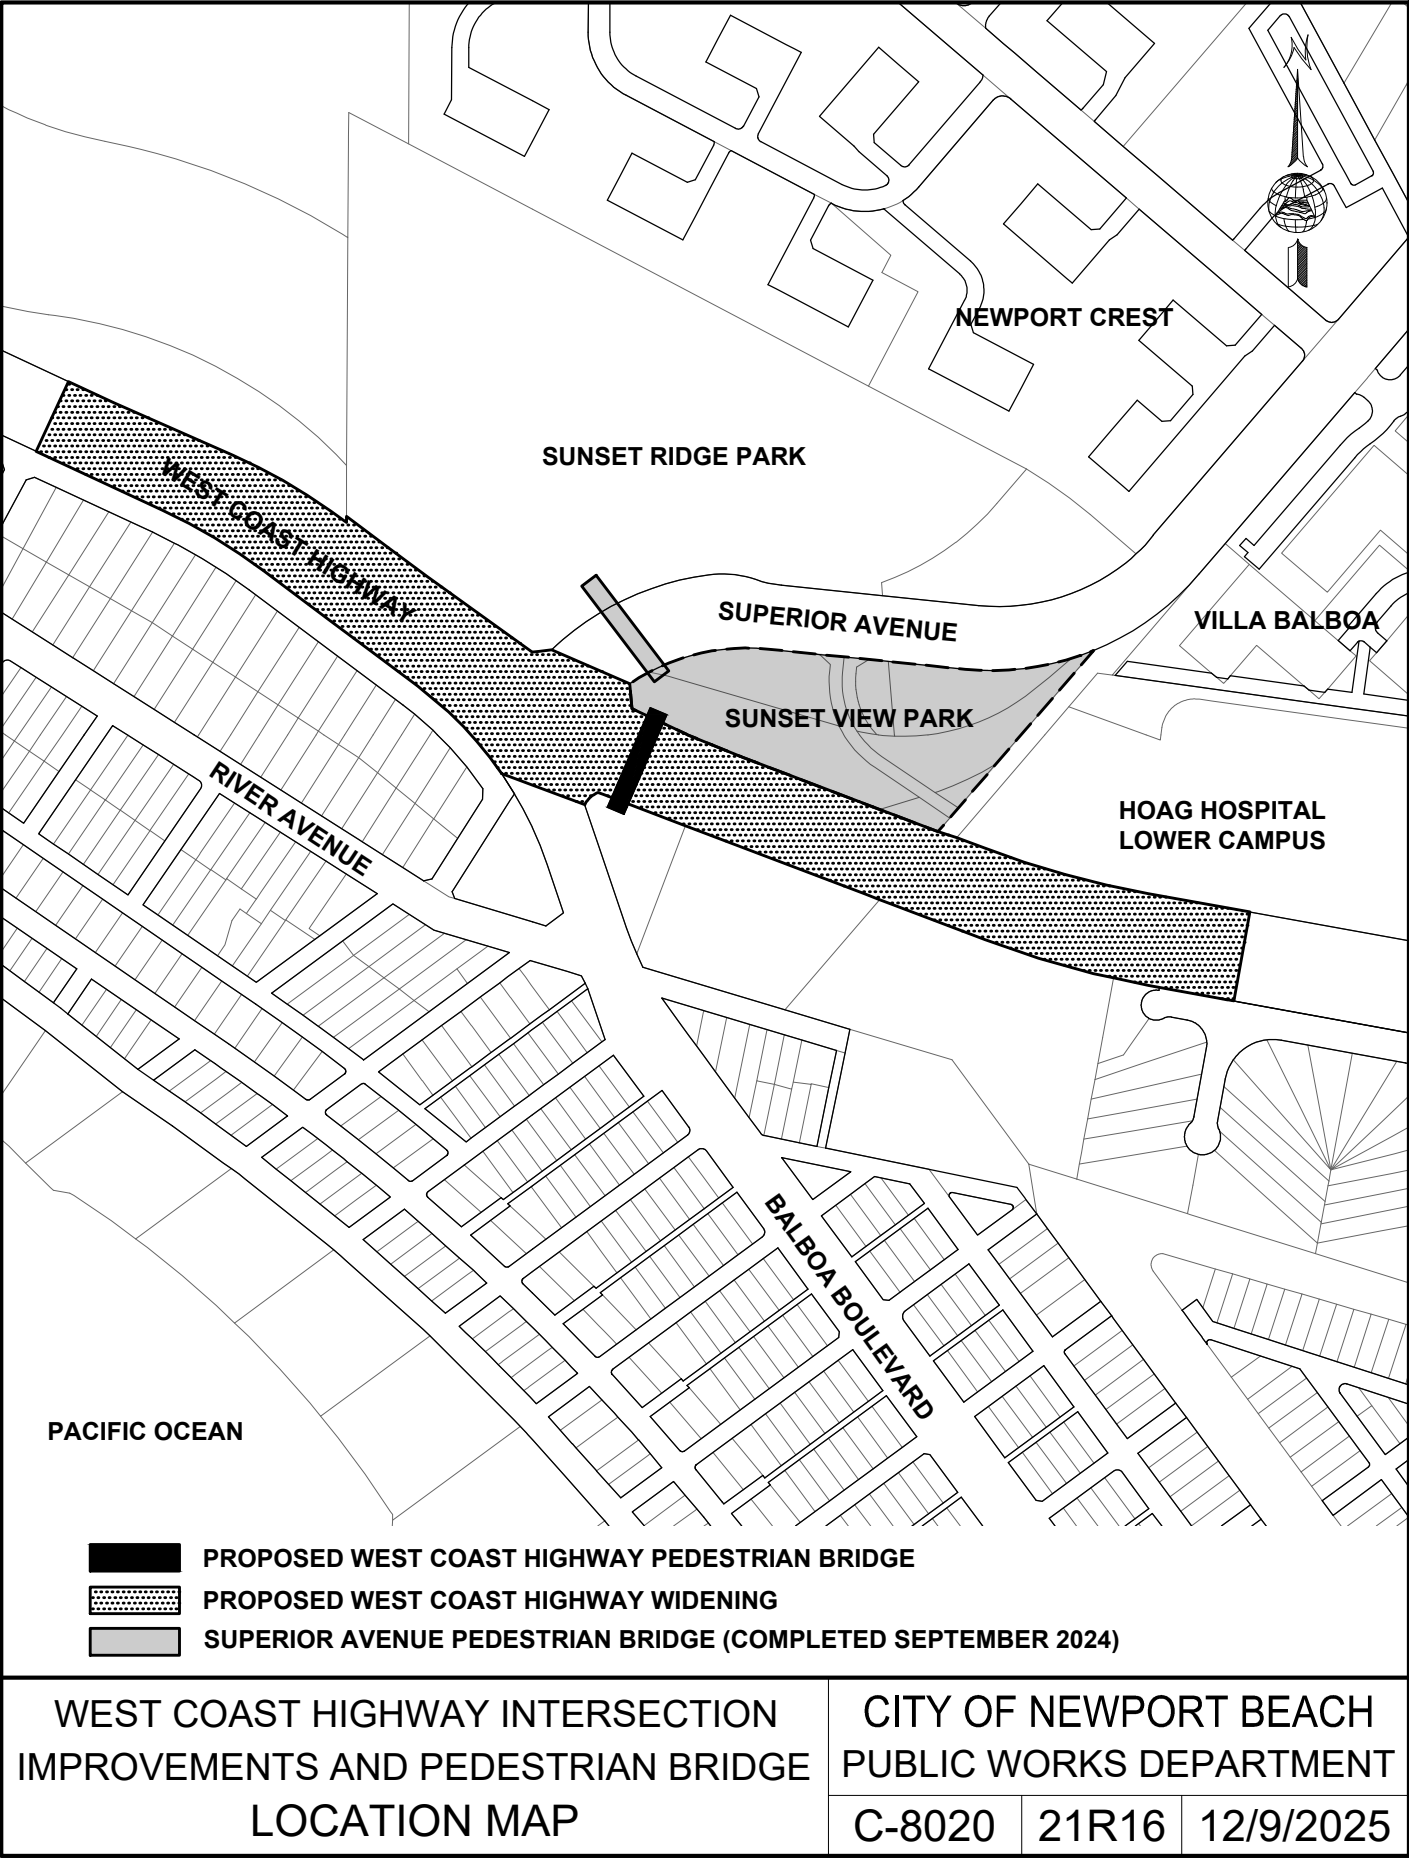 N
NEWPORT CREST
SUNSET RIDGE PARK
WEST COAST HIGHWAY
SUPERIOR AVENUE
VILLA BALBOA
SUNSET VIEW PARK
RIVER AVENUE
HOAG HOSPITAL
LOWER CAMPUS
BALBOA BOULEVARD
PACIFIC OCEAN
PROPOSED WEST COAST HIGHWAY PEDESTRIAN BRIDGE
PROPOSED WEST COAST HIGHWAY WIDENING
SUPERIOR AVENUE PEDESTRIAN BRIDGE (COMPLETED SEPTEMBER 2024)
WEST COAST HIGHWAY INTERSECTION
IMPROVEMENTS AND PEDESTRIAN BRIDGE
LOCATION MAP
CITY OF NEWPORT BEACH
PUBLIC WORKS DEPARTMENT
C-8020
21R16
12/9/2025